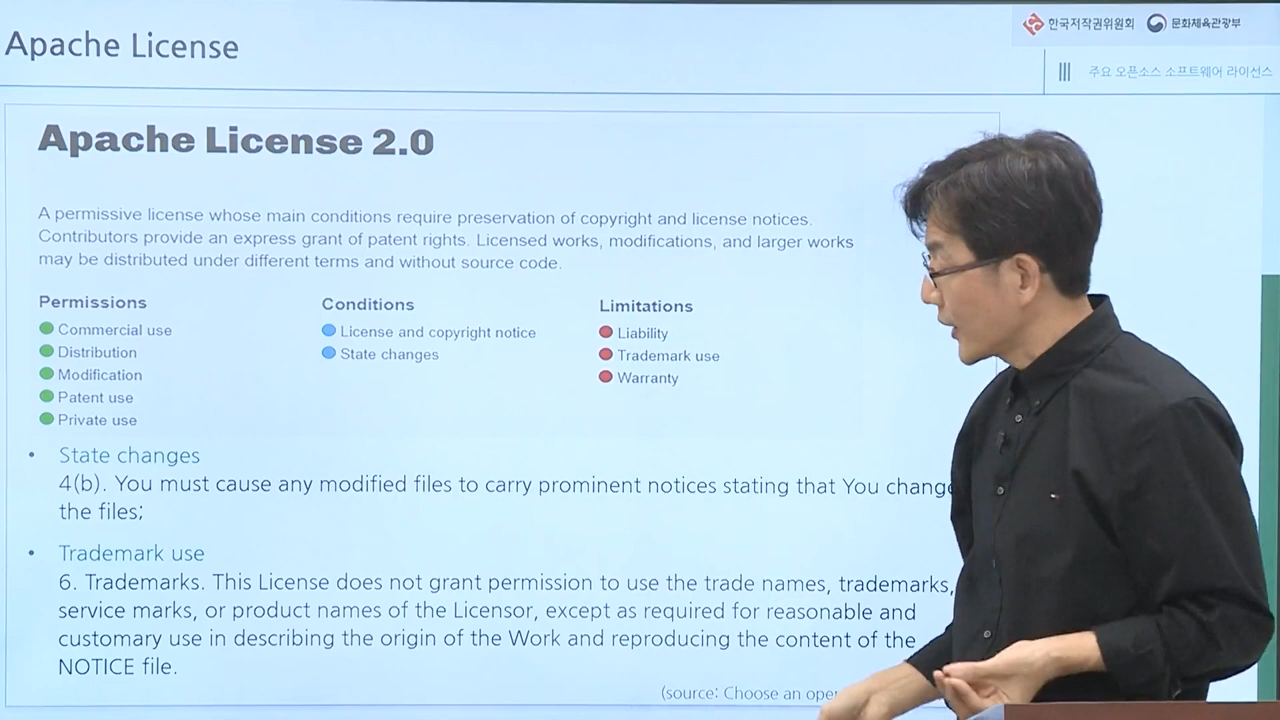 Apache License
한국저작권위원회
문화체육관광부
주요 오픈소스 소프트웨어 라이선스
Apache License 2.0
A permissive license whose main conditions require preservation of copyright and license notices.
Contributors provide an express grant of patent rights. Licensed works, modifications, and larger works
may be distributed under different terms and without source code.
Permissions
Commercial use
Distribution
Modification
Patent use
Private use
Conditions
License and copyright notice
State changes
Limitations
Liability
Trademark use
Warranty
• State changes
4(b). You must cause any modified files to carry prominent notices stating that You
the files;
• Trademark use
6. Trademarks. This License does not grant permission to use the trade names, trademarks,
service marks, or product names of the Licensor, except as required for reasonable and
customary use in describing the origin of the Work and reproducing the content of the
NOTICE file.
(source: Choose an